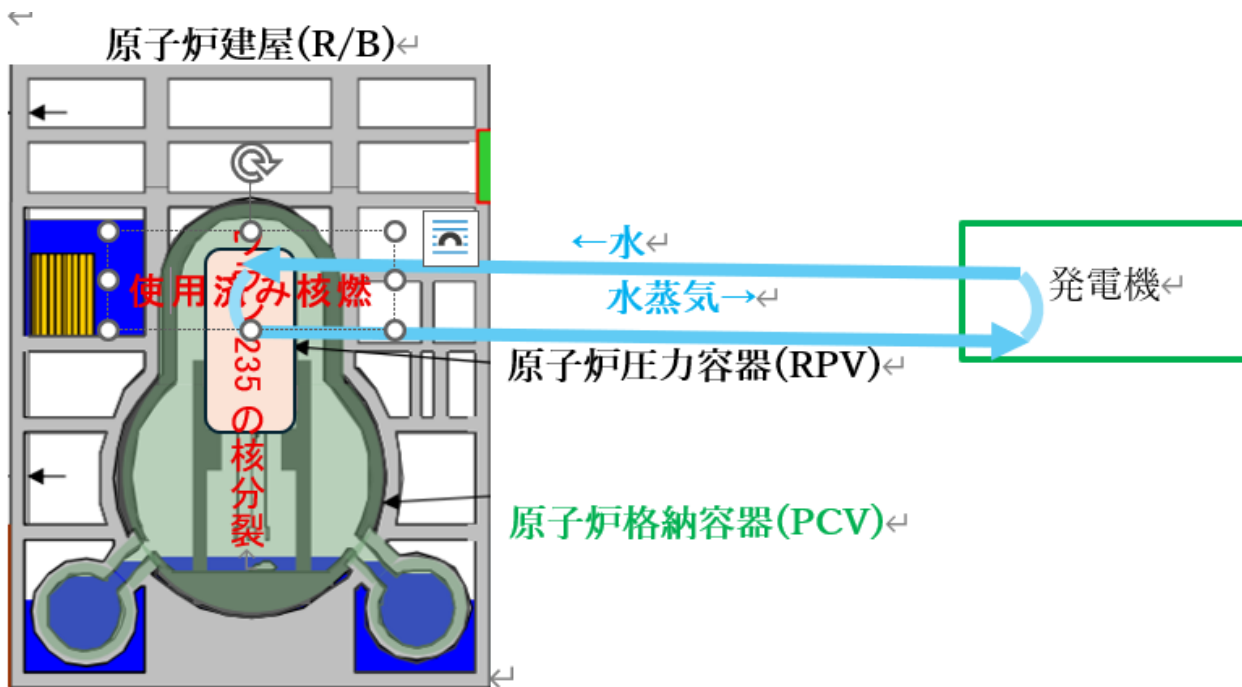 原子炉建屋(R/B)
←水
水蒸気→
発電機
使用済み核燃
235 の核分裂
原子炉圧力容器(RPV)
原子炉格納容器(PCV)